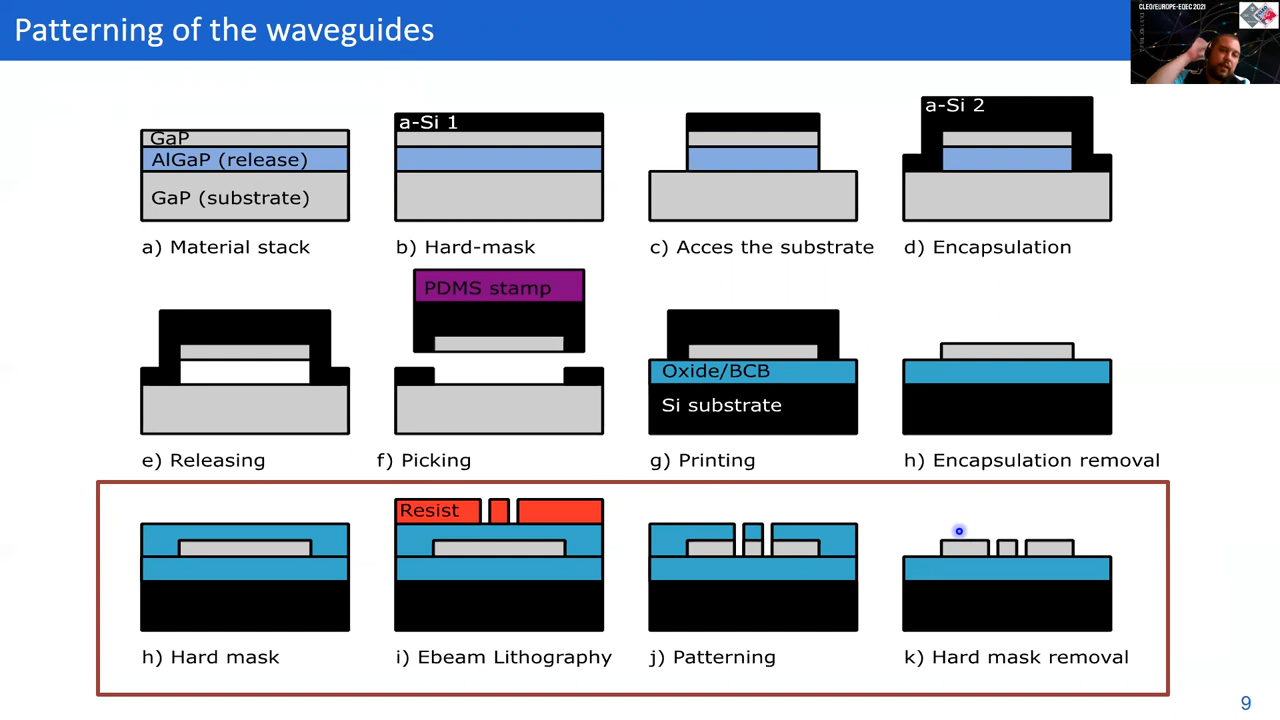 Patterning of the waveguides
CLEO/EUROPE-EQEC 2021
GaP
AlGaP (release)
GaP (substrate)
a) Material stack
a-Si 1
b) Hard-mask
c) Acces the substrate
a-Si 2
d) Encapsulation
e) Releasing
PDMS stamp
f) Picking
Oxide/BCB
Si substrate
g) Printing
h) Encapsulation removal
h) Hard mask
Resist
i) Ebeam Lithography
j) Patterning
k) Hard mask removal
9